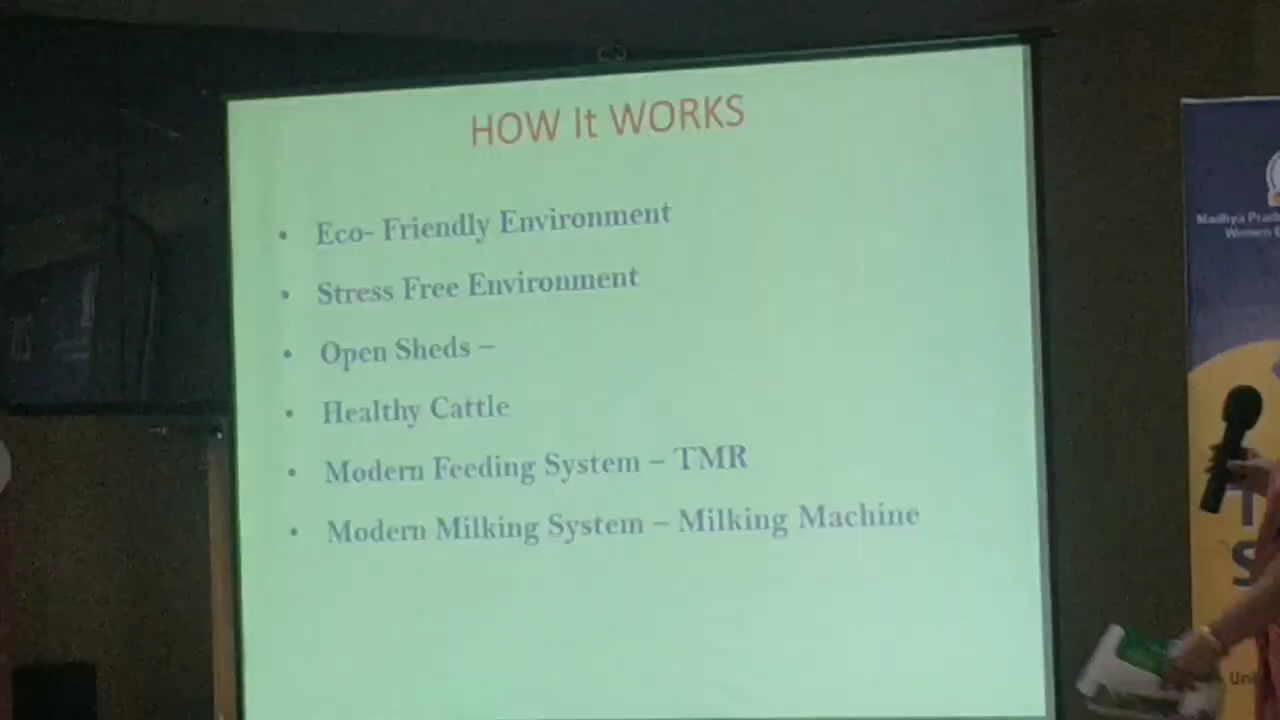 HOW It WORKS
• Eco- Friendly Environment
• Stress Free Environment
• Open Sheds –
• Healthy Cattle
• Modern Feeding System – TMR
• Modern Milking System – Milking Machine
Madhya
Women